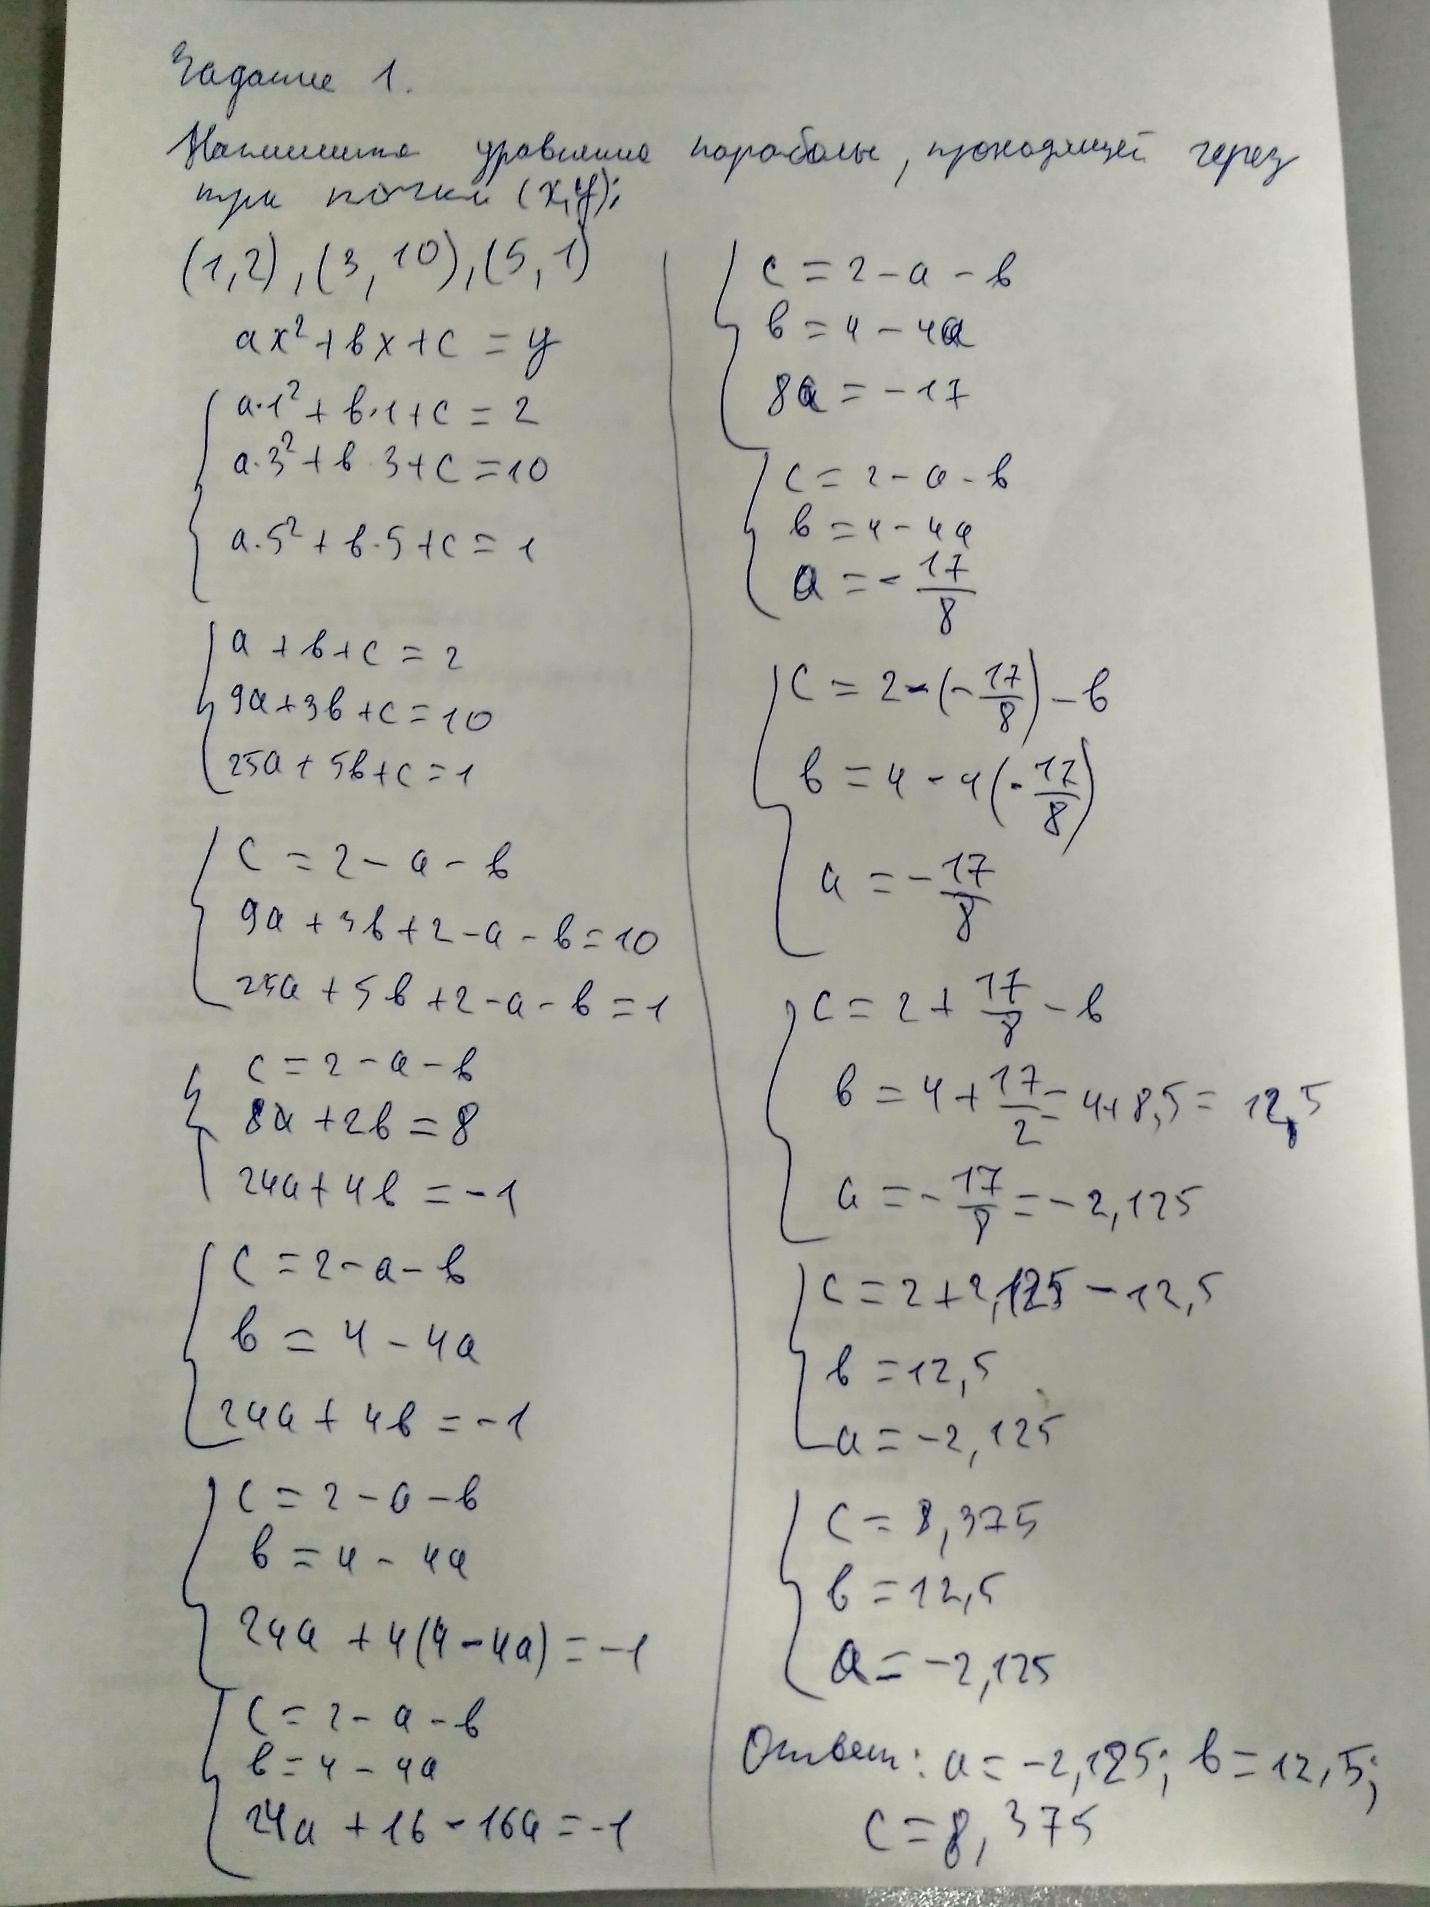 Задание 1.
Напишите уравнение параболы, проходящей через
три точки (x,y):
(1,2), (3,10), (5,1)
ax² + bx + c = y
a·1² + b·1 + c = 2
a·3² + b·3 + c = 10
a·5² + b·5 + c = 1
a + b + c = 2
9a + 3b + c = 10
25a + 5b + c = 1
c = 2 - a - b
9a + 3b + 2 - a - b = 10
25a + 5b + 2 - a - b = 1
c = 2 - a - b
8a + 2b = 8
24a + 4b = -1
c = 2 - a - b
b = 4 - 4a
24a + 4b = -1
c = 2 - a - b
b = 4 - 4a
24a + 4(4 - 4a) = -1
c = 2 - a - b
b = 4 - 4a
24a + 16 - 16a = -1
c = 2 - a - b
b = 4 - 4a
8a = -17
c = 2 - a - b
b = 4 - 4a
a = - 17/8
c = 2 - (- 17/8) - b
b = 4 - 4(- 17/8)
a = - 17/8
c = 2 + 17/8 - b
b = 4 + 17/2 = 4 + 8,5 = 12,5
a = - 17/8 = -2,125
c = 2 + 2,125 - 12,5
b = 12,5
a = -2,125
c = 8,375
b = 12,5
a = -2,125
Ответ: a = -2,125; b = 12,5;
c = 8,375